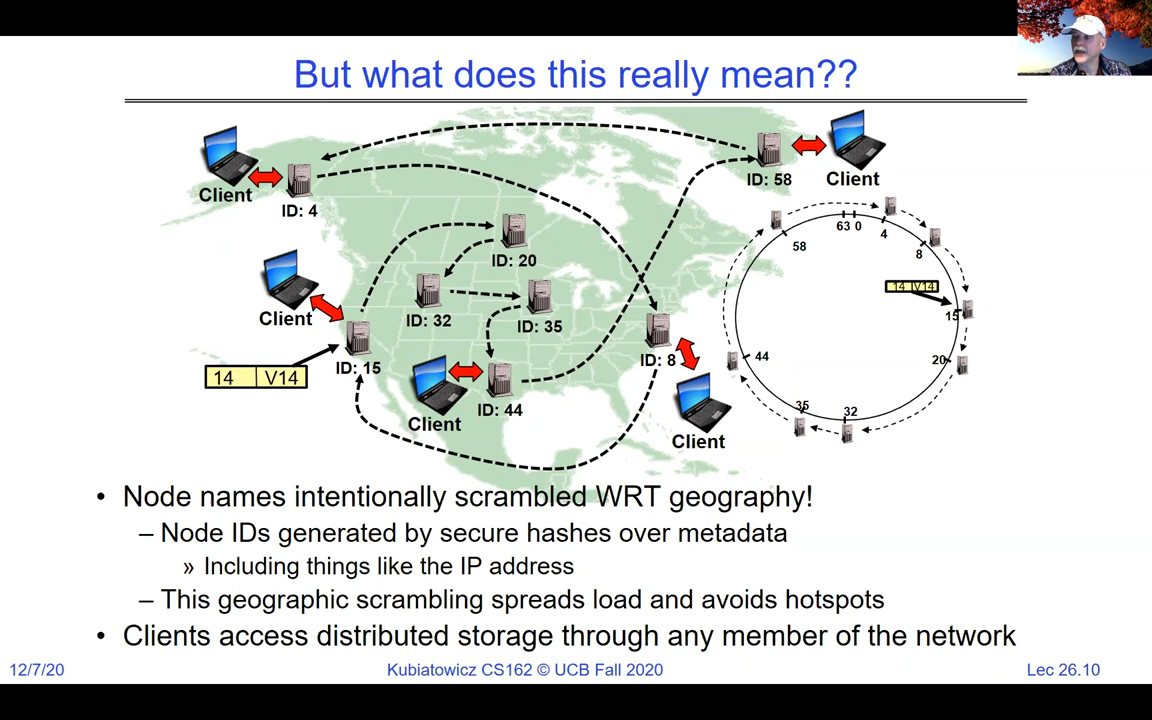 But what does this really mean??
Client
ID: 4
ID: 58
Client
ID: 20
Client
ID: 32
ID: 35
ID: 15
14 V14
ID: 8
ID: 44
Client
Client
63 0
4
8
58
14 V14
15
20
44
35
32
• Node names intentionally scrambled WRT geography!
– Node IDs generated by secure hashes over metadata
» Including things like the IP address
– This geographic scrambling spreads load and avoids hotspots
• Clients access distributed storage through any member of the network
12/7/20
Kubiatowicz CS162 © UCB Fall 2020
Lec 26.10